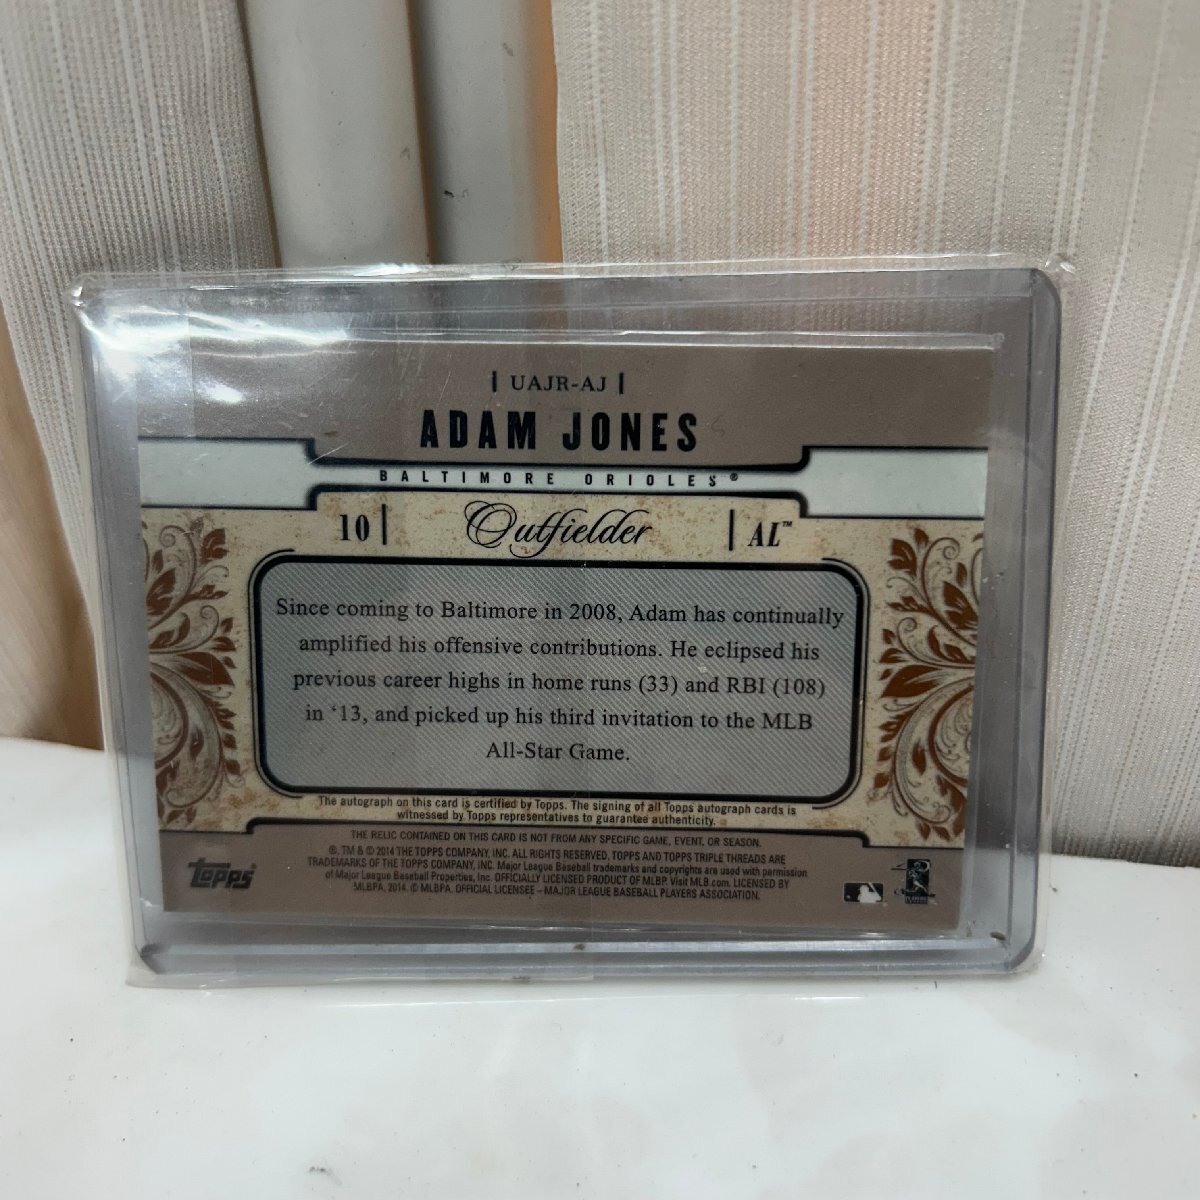 | UAJR-AJ |
ADAM JONES
BALTIMORE ORIOLES®
10 | Outfielder | AL™
Since coming to Baltimore in 2008, Adam has continually
amplified his offensive contributions. He eclipsed his
previous career highs in home runs (33) and RBI (108)
in ‘13, and picked up his third invitation to the MLB
All-Star Game.
The autograph on this card is certified by Topps. The signing of all Topps autograph cards is
witnessed by Topps representatives to guarantee authenticity.
THE RELIC CONTAINED ON THIS CARD IS NOT FROM ANY SPECIFIC GAME, EVENT, OR SEASON.
®, TM & © 2014 THE TOPPS COMPANY, INC. ALL RIGHTS RESERVED. TOPPS AND TOPPS TRIPLE THREADS ARE
TRADEMARKS OF THE TOPPS COMPANY, INC. Major League Baseball trademarks and copyrights are used with permission
of Major League Baseball Properties, Inc. OFFICIALLY LICENSED PRODUCT OF MLBP. Visit MLB.com. LICENSED BY
MLBPA, 2014. © MLBPA. OFFICIAL LICENSEE – MAJOR LEAGUE BASEBALL PLAYERS ASSOCIATION.
topps